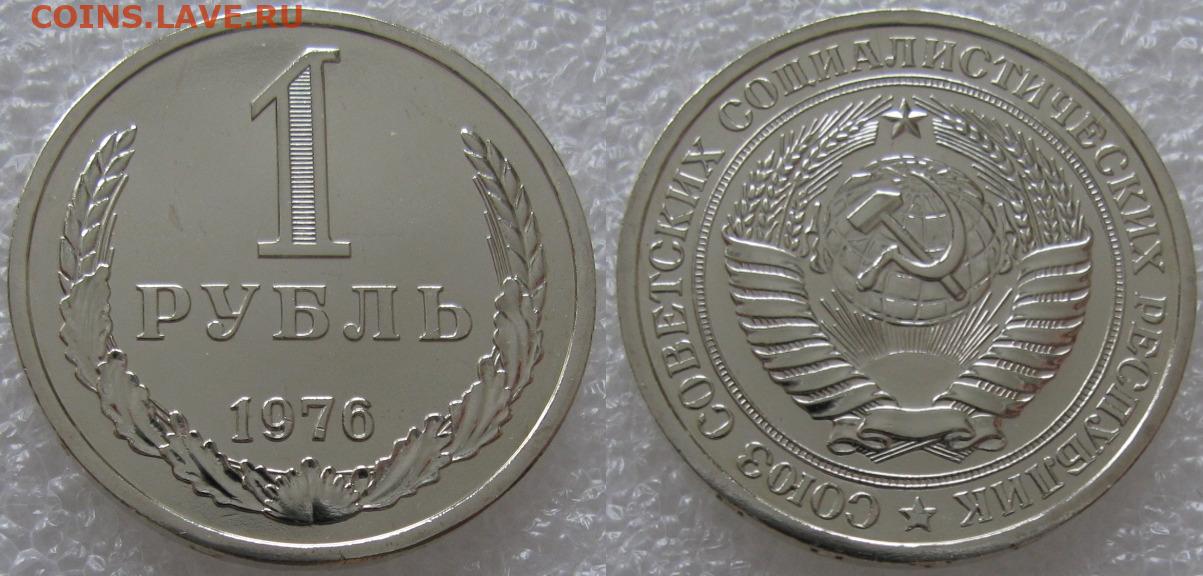 COINS.LAVE.RU
1
РУБЛЬ
1976
СОЮЗ СОВЕТСКИХ СОЦИАЛИСТИЧЕСКИХ РЕСПУБЛИК